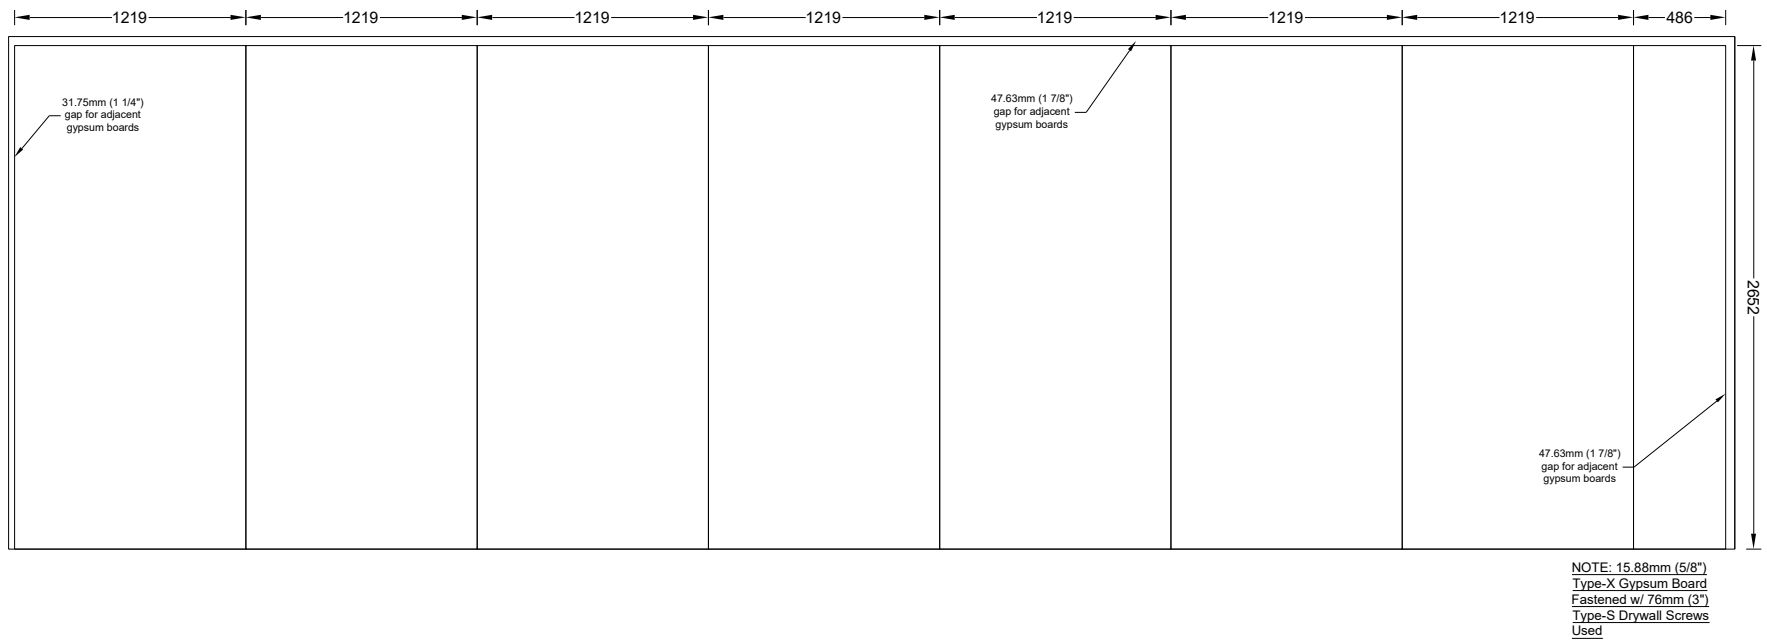 1219
1219
1219
1219
1219
1219
1219
486
31.75mm (1 1/4")
gap for adjacent
gypsum boards
47.63mm (1 7/8")
gap for adjacent
gypsum boards
2652
47.63mm (1 7/8")
gap for adjacent
gypsum boards
NOTE: 15.88mm (5/8")
Type-X Gypsum Board
Fastened w/ 76mm (3")
Type-S Drywall Screws
Used